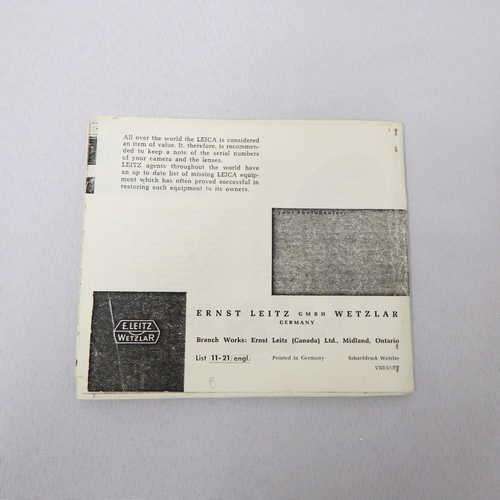 All over the world the LEICA is considered
an item of value. It, therefore, is recommen-
ded to keep a note of the serial numbers
of your camera and the lenses.
LEITZ agents throughout the world have
an up to date list of missing LEICA equip-
ment which has often proved successful in
restoring such equipment to its owners.
E. LEITZ
WETZLAR
ERNST LEITZ GMBH WETZLAR
GERMANY
Branch Works: Ernst Leitz (Canada) Ltd., Midland, Ontario
List 11-21 engl.
Printed in Germany
Scharfdruck Wetzlar